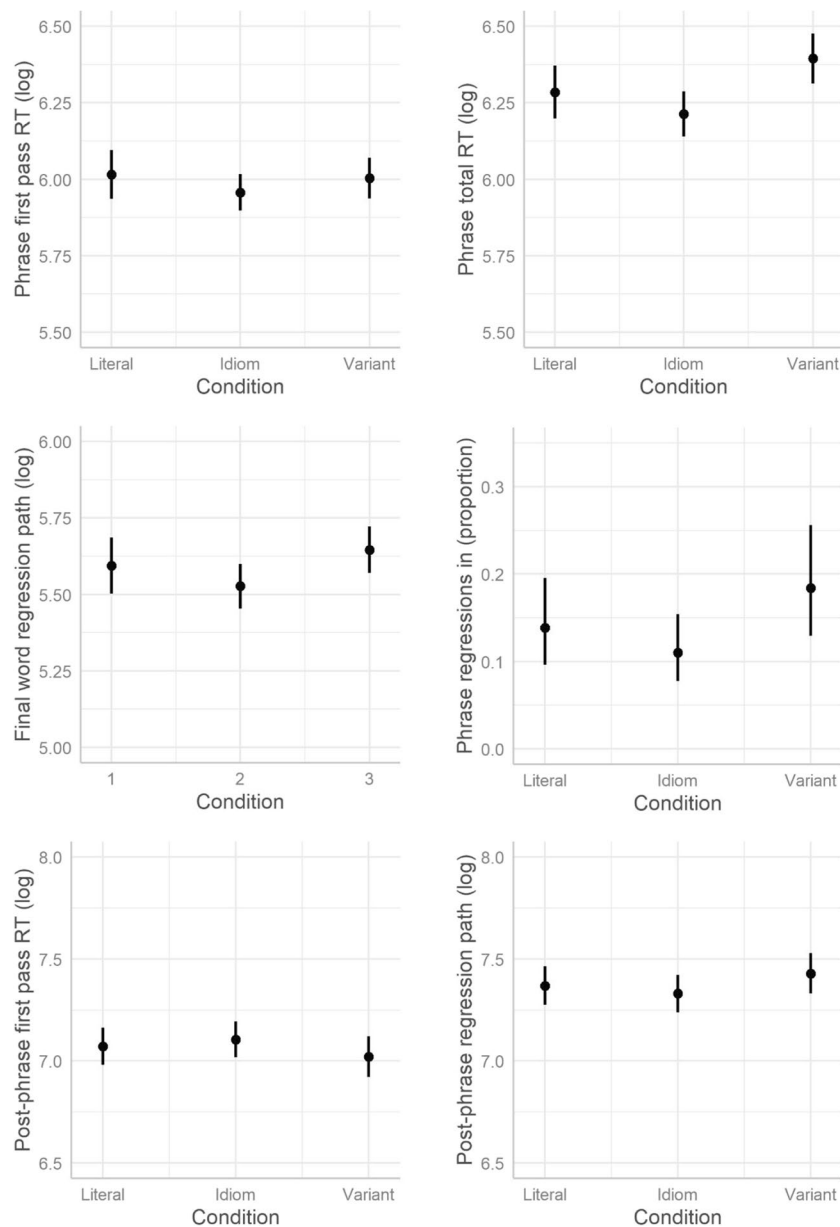 Phrase first pass RT (log)
6.50
6.25
6.00
5.75
5.50
Literal Idiom Variant
Condition
Phrase total RT (log)
6.50
6.25
6.00
5.75
5.50
Literal Idiom Variant
Condition
Final word regression path (log)
6.00
5.75
5.50
5.25
5.00
1 2 3
Condition
Phrase regressions in (proportion)
0.3
0.2
0.1
0.0
Literal Idiom Variant
Condition
Post-phrase first pass RT (log)
8.0
7.5
7.0
6.5
Literal Idiom Variant
Condition
Post-phrase regression path (log)
8.0
7.5
7.0
6.5
Literal Idiom Variant
Condition